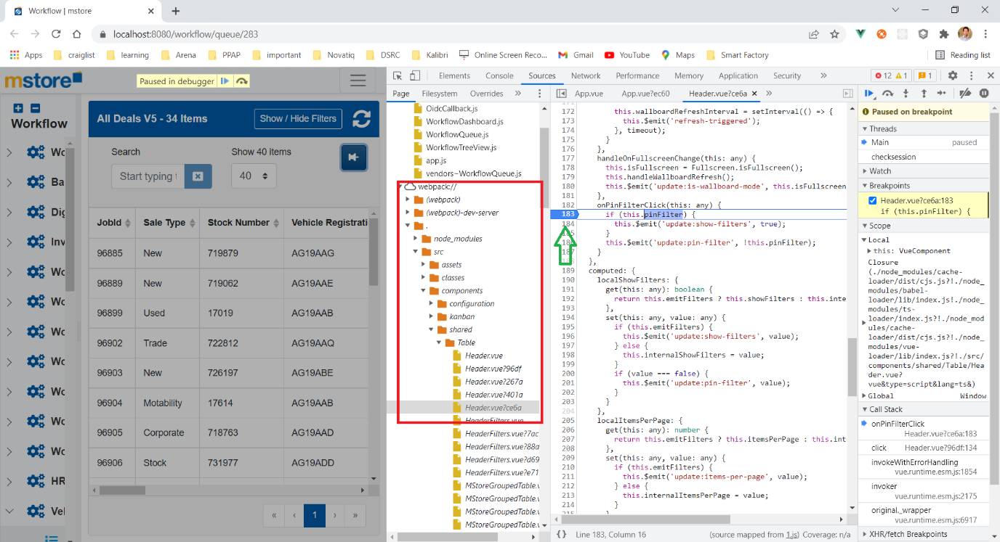 Workflow | mstore
localhost:8080/workflow/queue/283
Apps craiglist learning Arena PPAP important Novatiq DSRC Kalibri Online Screen Reco... Gmail YouTube Maps Smart Factory Reading list
mstore
Paused in debugger
Workflow
Wo
Ba
Dig
Inv
Wo
Wo
Wo
Wo
Wo
Wo
Wo
HR
Vel
All Deals V5 - 34 Items
Show / Hide Filters
Search
Show 40 items
Start typing t
40
JobId Sale Type Stock Number Vehicle Registrati
96885 New 719879 AG19AAG
96889 New 719062 AG19AAE
96899 Used 17019 AG19AAB
96902 Trade 722812 AG19AAQ
96903 New 726197 AG19ABE
96904 Motability 17614 AG19AAB
96905 Corporate 718763 AG19AAD
96906 Stock 731977 AG19ADD
« ‹ 1 › »
Elements Console Sources Network Performance Memory Application Security » 12 1 1
Page Filesystem Overrides »
OidcCallback.js
WorkflowDashboard.js
WorkflowQueue.js
WorkflowTreeView.js
app.js
vendors~WorkflowQueue.js
webpack://
(webpack)
(webpack)-dev-server
.
node_modules
src
assets
classes
components
configuration
kanban
shared
Table
Header.vue
Header.vue?96df
Header.vue?267a
Header.vue?401a
Header.vue?ce6a
HeaderFilters.vue
HeaderFilters.vue?7ac
HeaderFilters.vue?88a
HeaderFilters.vue?d69
HeaderFilters.vue?e71
MStoreGroupedTable.v
MStoreGroupedTable.v
MStoreGroupedTable.v
MStoreGroupedTable.v
App.vue App.vue?ec60 Header.vue?ce6a »
171
172 this.wallboardRefreshInterval = setInterval(() => {
173 this.$emit('refresh-triggered');
174 }, timeout);
175 }
176 },
177 handleOnFullscreenChange(this: any) {
178 this.isFullscreen = Fullscreen.isFullscreen();
179 this.handleWallboardRefresh();
180 this.$emit('update:is-wallboard-mode', this.isFullscreen
181 },
182 onPinFilterClick(this: any) {
183 if (this.pinFilter) {
184 this.$emit('update:show-filters', true);
185 }
186 this.$emit('update:pin-filter', !this.pinFilter);
187 }
188 },
189 computed: {
190 localShowFilters: {
191 get(this: any): boolean {
192 return this.emitFilters ? this.showFilters : this.inte
193 },
194 set(this: any, value: any) {
195 if (this.emitFilters) {
196 this.$emit('update:show-filters', value);
197 } else {
198 this.internalShowFilters = value;
199 }
200 if (value === false) {
201 this.$emit('update:pin-filter', value);
202 }
203 }
204 },
205 localItemsPerPage: {
206 get(this: any): number {
207 return this.emitFilters ? this.itemsPerPage : this.int
208 },
209 set(this: any, value: any) {
210 if (this.emitFilters) {
211 this.$emit('update:items-per-page', value);
212 } else {
213 this.internalItemsPerPage = value;
214 }
215 }
{ } Line 183, Column 16 (source mapped from 1.js) Coverage: n/a
Paused on breakpoint
Threads
Main paused
checksession
Watch
Breakpoints
Header.vue?ce6a:183
if (this.pinFilter) {
Scope
Local
this: VueComponent
Closure
(./node_modules/cache-
loader/dist/cjs.js?!./node_
modules/babel-
loader/lib/index.js!./node_
modules/ts-
loader/index.js?!./node_mod
ules/cache-
loader/dist/cjs.js?!./node_
modules/vue-
loader/lib/index.js?!./src/
components/shared/Table/Hea
der.vue?
vue&type=script&lang=ts&)
Global Window
Call Stack
onPinFilterClick
Header.vue?ce6a:183
click Header.vue?96df:134
invokeWithErrorHandling
vue.runtime.esm.js:1854
invoker
vue.runtime.esm.js:2175
original._wrapper
vue.runtime.esm.js:6917
XHR/fetch Breakpoints